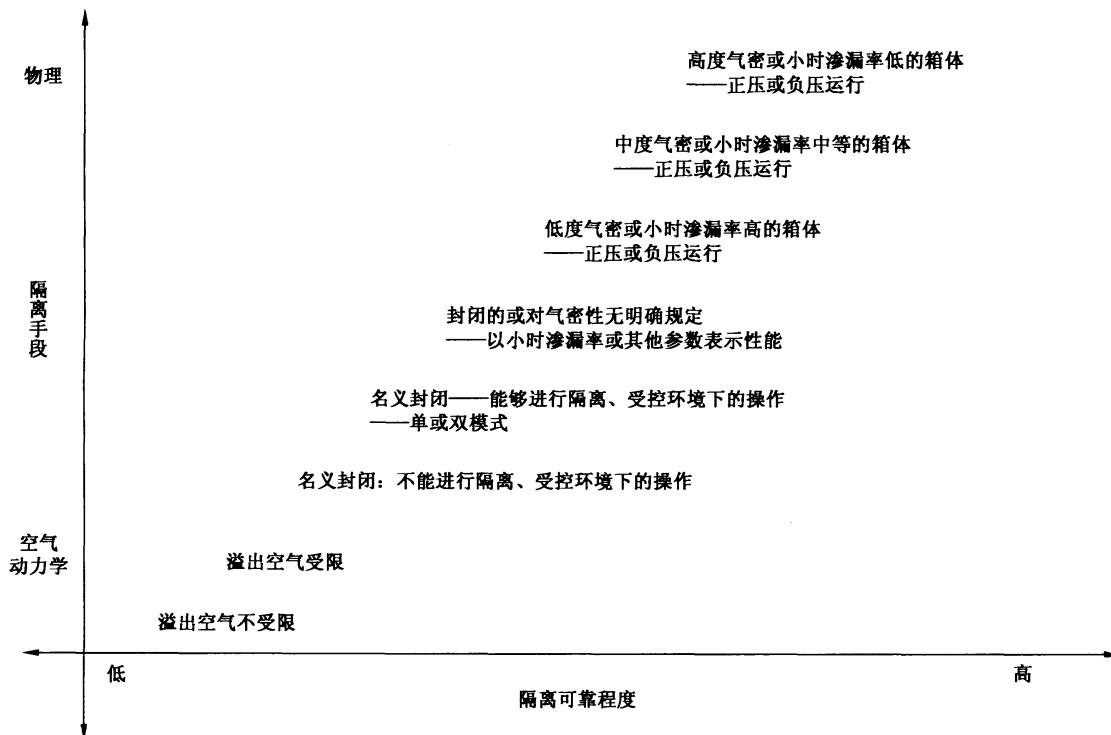 物理
高度气密或小时渗漏率低的箱体
——正压或负压运行
中度气密或小时渗漏率中等的箱体
——正压或负压运行
低度气密或小时渗漏率高的箱体
——正压或负压运行
隔离手段
封闭的或对气密性无明确规定
——以小时渗漏率或其他参数表示性能
名义封闭——能够进行隔离、受控环境下的操作
——单或双模式
名义封闭：不能进行隔离、受控环境下的操作
空气
动力学
溢出空气受限
溢出空气不受限
低
高
隔离可靠程度